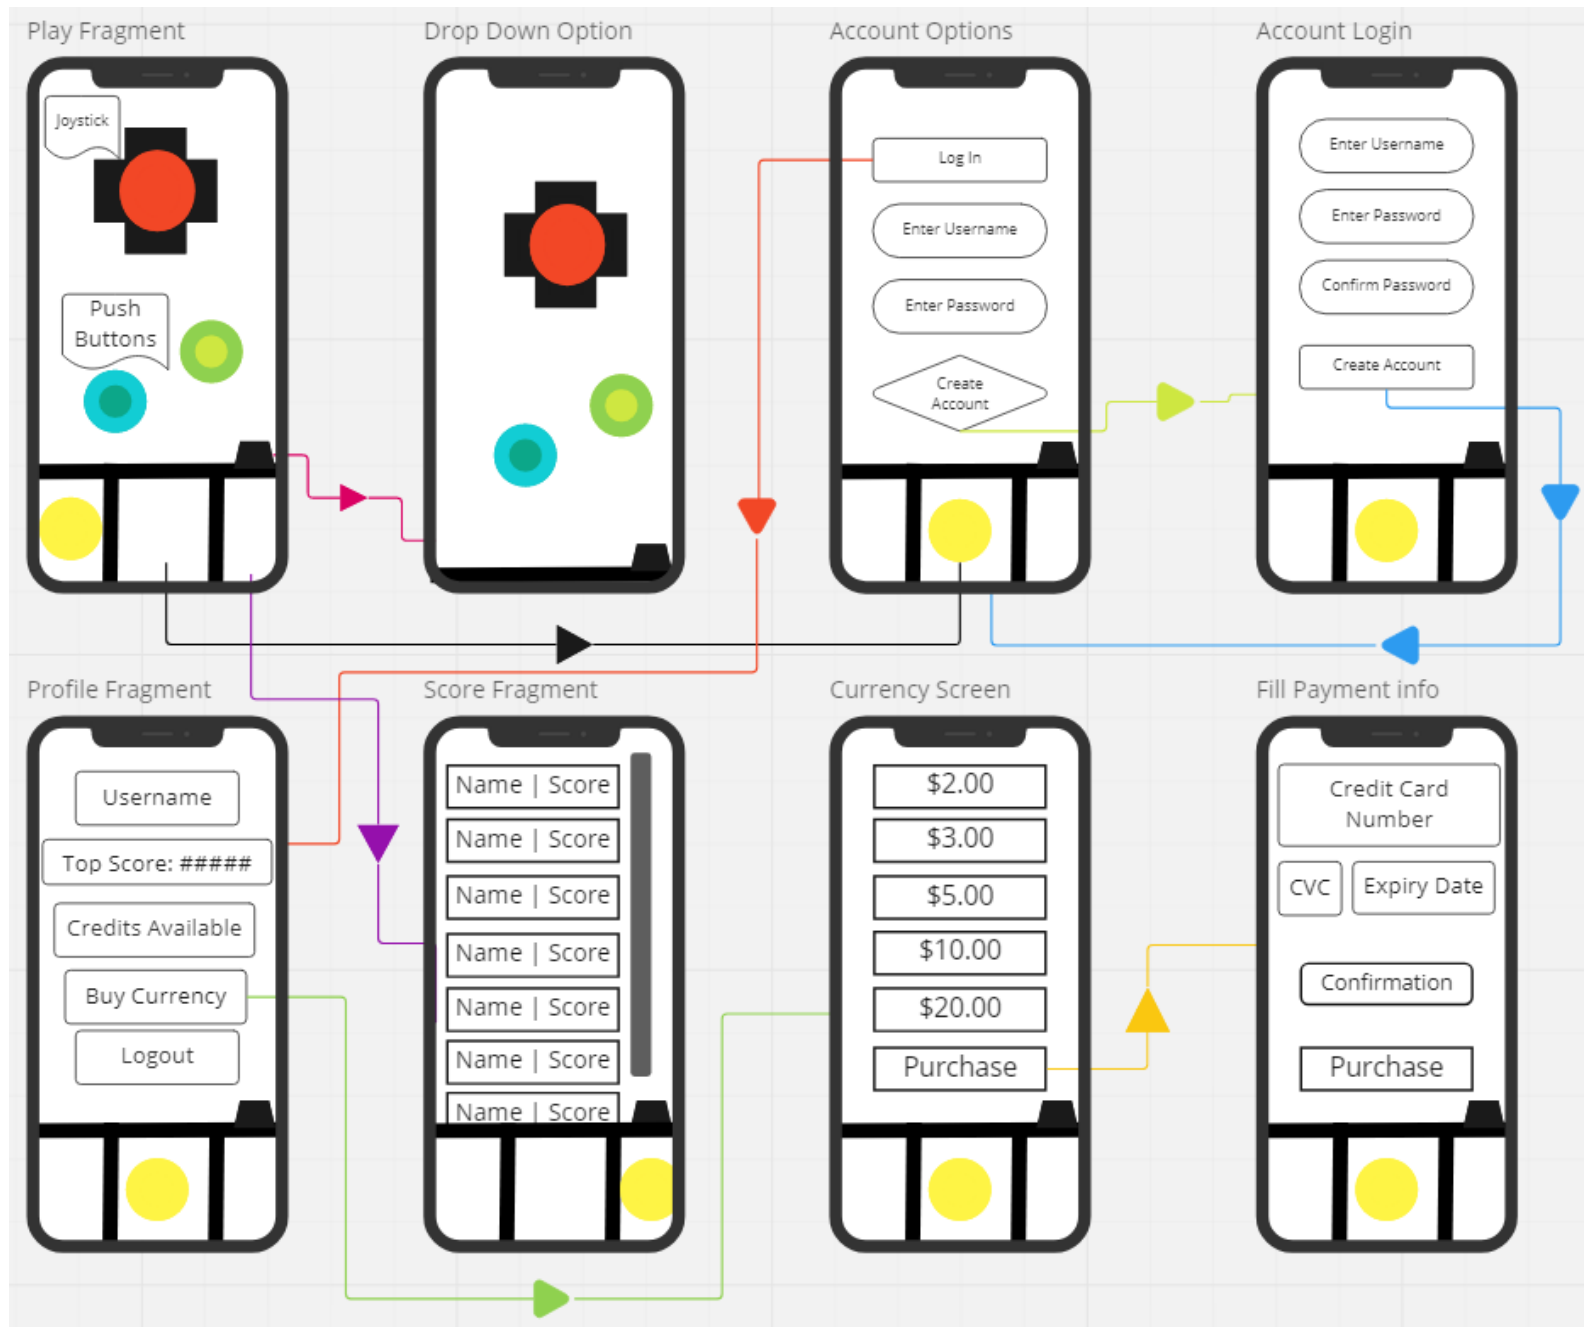 Play Fragment
Joystick
Push
Buttons
Drop Down Option
Account Options
Log In
Enter Username
Enter Password
Create
Account
Account Login
Enter Username
Enter Password
Confirm Password
Create Account
Profile Fragment
Username
Top Score: #####
Credits Available
Buy Currency
Logout
Score Fragment
Name | Score
Name | Score
Name | Score
Name | Score
Name | Score
Name | Score
Name | Score
Currency Screen
$2.00
$3.00
$5.00
$10.00
$20.00
Purchase
Fill Payment info
Credit Card
Number
CVC
Expiry Date
Confirmation
Purchase